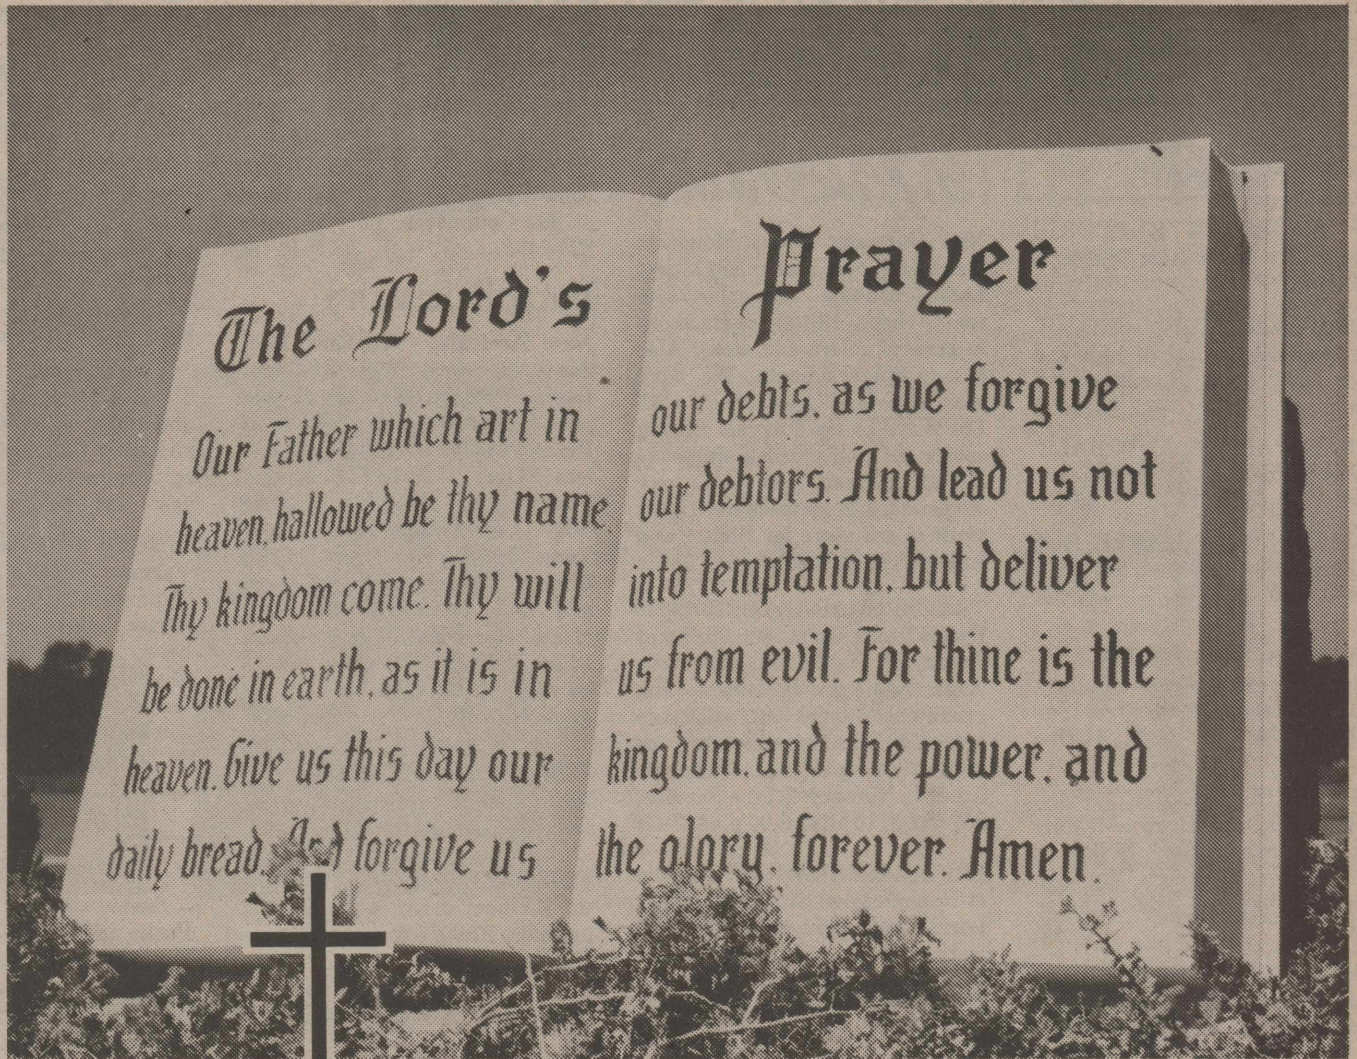 The Lord's Prayer
Our Father which art in
heaven, hallowed be thy name.
Thy kingdom come. Thy will
be done in earth, as it is in
heaven. Give us this day our
daily bread. And forgive us
our debts, as we forgive
our debtors. And lead us not
into temptation, but deliver
us from evil. For thine is the
kingdom, and the power, and
the glory, forever. Amen.